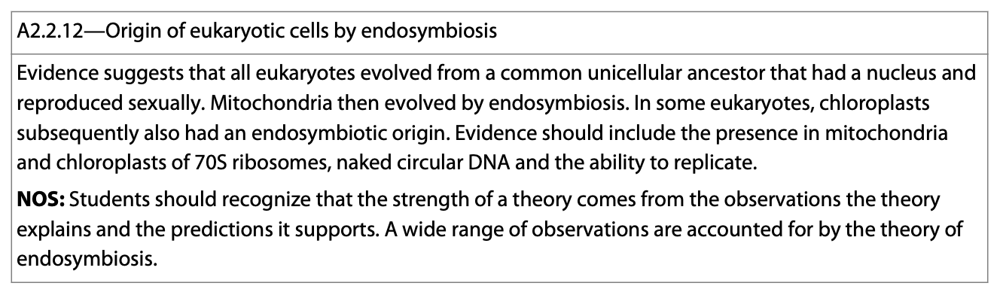 A2.2.12—Origin of eukaryotic cells by endosymbiosis
Evidence suggests that all eukaryotes evolved from a common unicellular ancestor that had a nucleus and
reproduced sexually. Mitochondria then evolved by endosymbiosis. In some eukaryotes, chloroplasts
subsequently also had an endosymbiotic origin. Evidence should include the presence in mitochondria
and chloroplasts of 70S ribosomes, naked circular DNA and the ability to replicate.
NOS: Students should recognize that the strength of a theory comes from the observations the theory
explains and the predictions it supports. A wide range of observations are accounted for by the theory of
endosymbiosis.